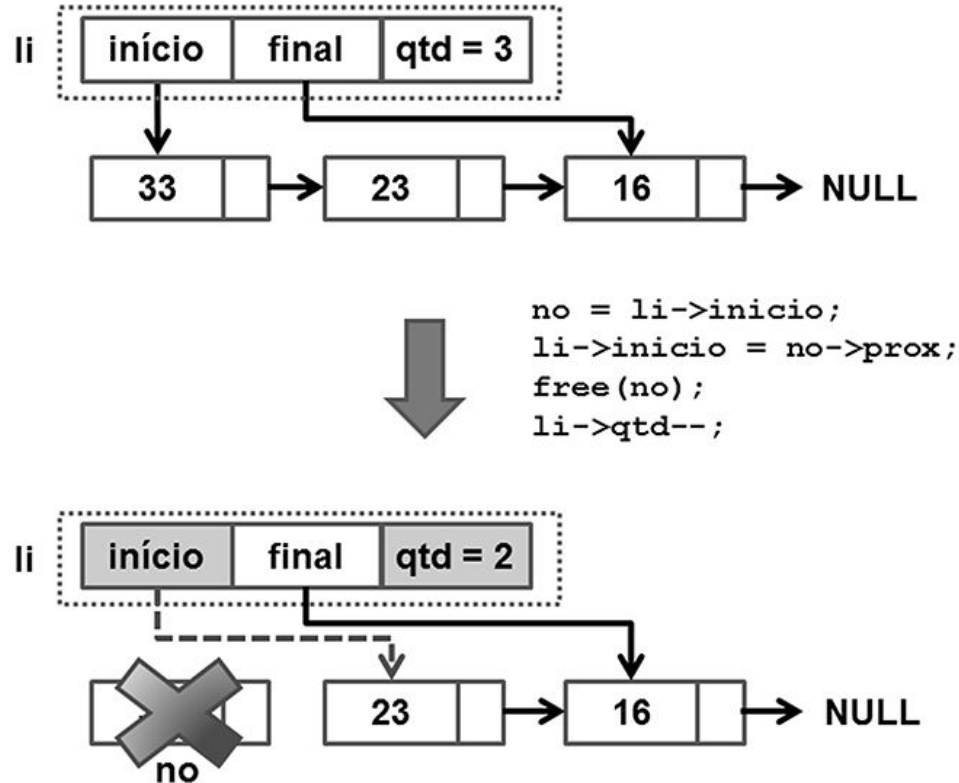 li início final qtd = 3
33 23 16 NULL
no = li->inicio;
li->inicio = no->prox;
free(no);
li->qtd--;
li início final qtd = 2
23 16 NULL
no